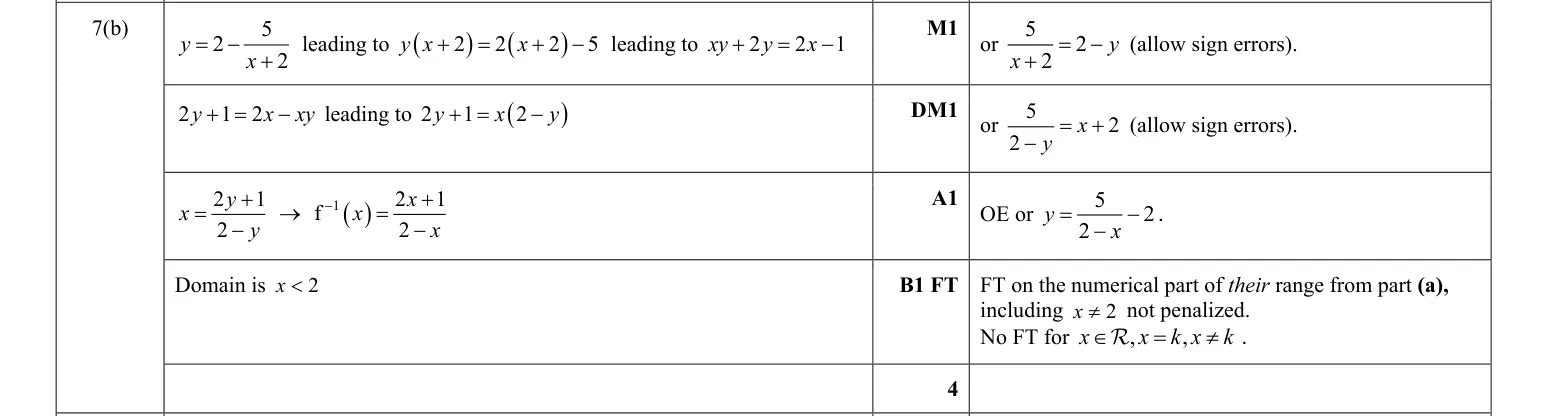 7(b)
y = 2 − 5/(x + 2) leading to y(x + 2) = 2(x + 2) − 5 leading to xy + 2y = 2x − 1
M1
or 5/(x + 2) = 2 − y (allow sign errors).
2y + 1 = 2x − xy leading to 2y + 1 = x(2 − y)
DM1
or 5/(2 − y) = x + 2 (allow sign errors).
x = (2y + 1)/(2 − y) → f⁻¹(x) = (2x + 1)/(2 − x)
A1
OE or y = 5/(2 − x) − 2 .
Domain is x < 2
B1 FT
FT on the numerical part of their range from part (a),
including x ≠ 2 not penalized.
No FT for x ∈ ℛ, x = k, x ≠ k .
4